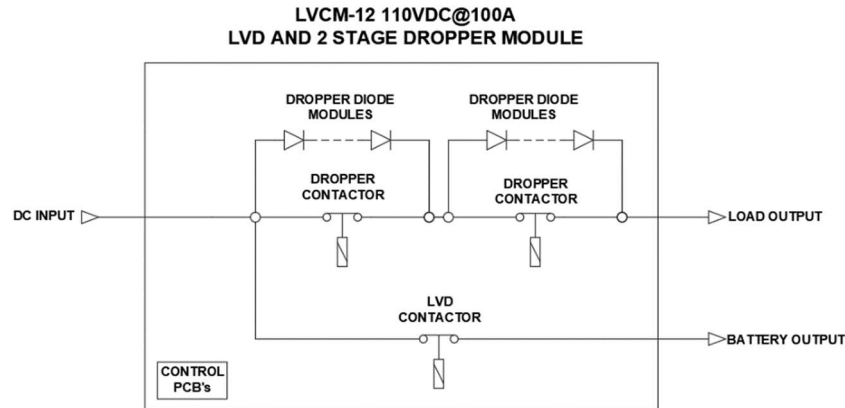 LVCM-12 110VDC@100A
LVD AND 2 STAGE DROPPER MODULE
DROPPER DIODE
MODULES
DROPPER DIODE
MODULES
DROPPER
CONTACTOR
DROPPER
CONTACTOR
DC INPUT
LOAD OUTPUT
LVD
CONTACTOR
BATTERY OUTPUT
CONTROL
PCB's